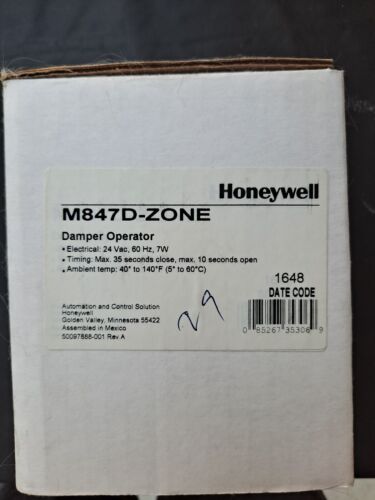 Honeywell
M847D-ZONE
Damper Operator
• Electrical: 24 Vac, 60 Hz, 7W
• Timing: Max. 35 seconds close, max. 10 seconds open
• Ambient temp: 40° to 140°F (5° to 60°C)
1648
DATE CODE
Automation and Control Solution
Honeywell
Golden Valley, Minnesota 55422
Assembled in Mexico
50097688-001 Rev A
29
0 85267 35306 9